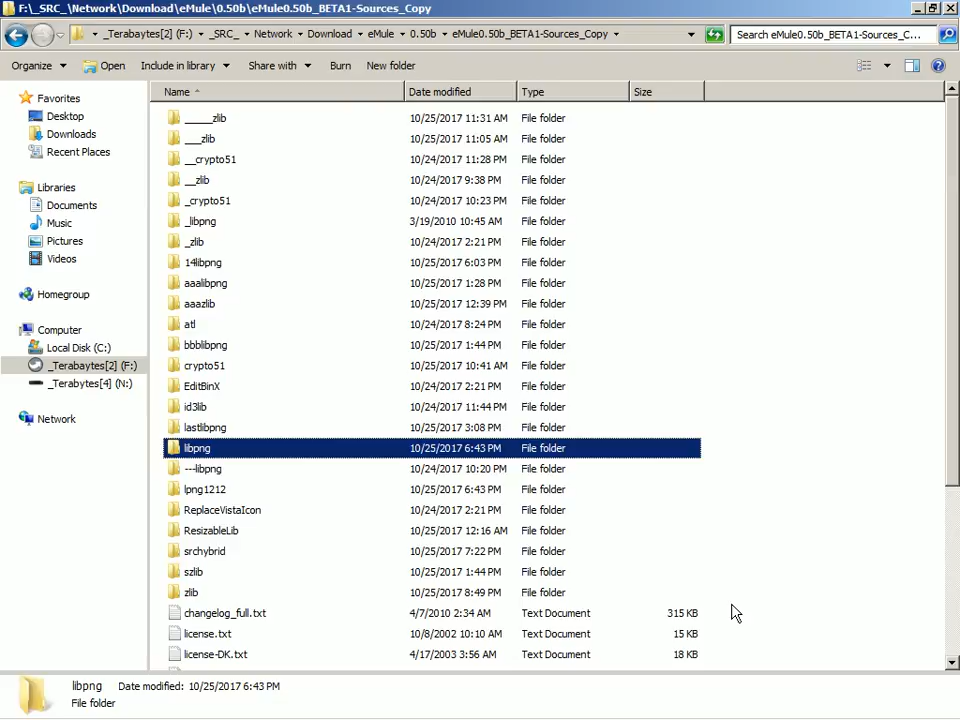 F:\_SRC_\Network\Download\eMule\0.50b\eMule0.50b_BETA1-Sources_Copy
_Terabaytes[2] (F:) _SRC_ Network Download eMule 0.50b eMule0.50b_BETA1-Sources_Copy Search eMule0.50b_BETA1-Sources_C...
Organize Open Include in library Share with Burn New folder
Favorites
Desktop
Downloads
Recent Places
Libraries
Documents
Music
Pictures
Videos
Homegroup
Computer
Local Disk (C:)
_Terabaytes[2] (F:)
_Terabytes[4] (N:)
Network
Name Date modified Type Size
_____zlib 10/25/2017 11:31 AM File folder
___zlib 10/25/2017 11:05 AM File folder
__crypto51 10/24/2017 11:28 PM File folder
__zlib 10/24/2017 9:38 PM File folder
_crypto51 10/24/2017 10:23 PM File folder
_libpng 3/19/2010 10:45 AM File folder
_zlib 10/24/2017 2:21 PM File folder
14libpng 10/25/2017 6:03 PM File folder
aaalibpng 10/25/2017 1:28 PM File folder
aaazlib 10/25/2017 12:39 PM File folder
atl 10/24/2017 8:24 PM File folder
bbblibpng 10/25/2017 1:44 PM File folder
crypto51 10/25/2017 10:41 AM File folder
EditBinX 10/24/2017 2:21 PM File folder
id3lib 10/24/2017 11:44 PM File folder
lastlibpng 10/25/2017 3:08 PM File folder
libpng 10/25/2017 6:43 PM File folder
---libpng 10/24/2017 10:20 PM File folder
lpng1212 10/25/2017 6:43 PM File folder
ReplaceVistaIcon 10/24/2017 2:21 PM File folder
ResizableLib 10/25/2017 12:16 AM File folder
srchybrid 10/25/2017 7:22 PM File folder
szlib 10/25/2017 1:44 PM File folder
zlib 10/25/2017 8:49 PM File folder
changelog_full.txt 4/7/2010 2:34 AM Text Document 315 KB
license.txt 10/8/2002 10:10 AM Text Document 15 KB
license-DK.txt 4/17/2003 3:56 AM Text Document 18 KB
libpng Date modified: 10/25/2017 6:43 PM
File folder